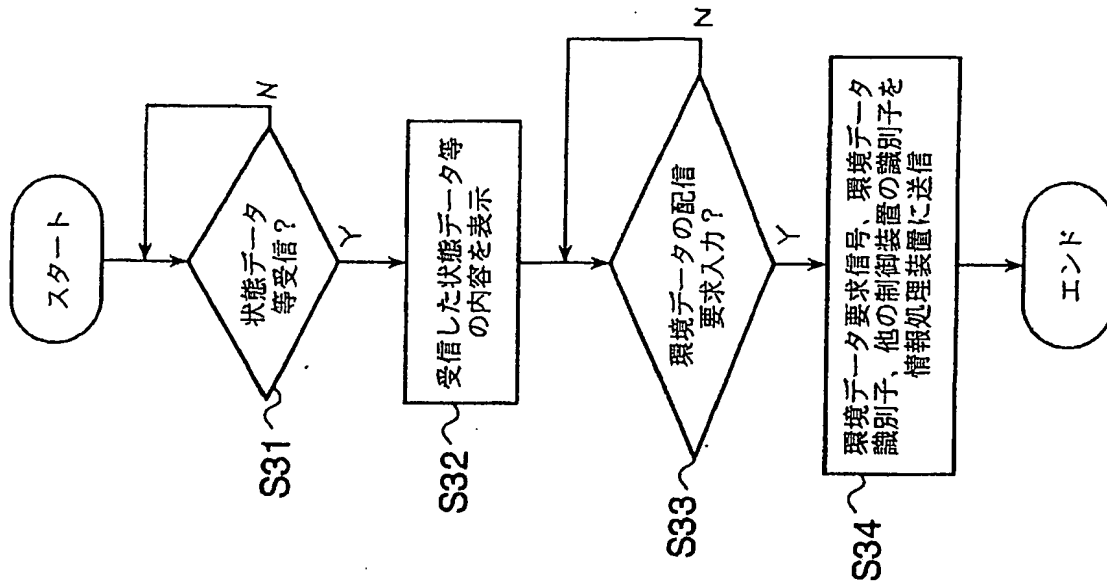 スタート
S31
状態データ
等受信？
N
Y
S32
受信した状態データ等
の内容を表示
S33
環境データの配信
要求入力？
N
Y
S34
環境データ要求信号、環境データ
識別子、他の制御装置の識別子を
情報処理装置に送信
エンド